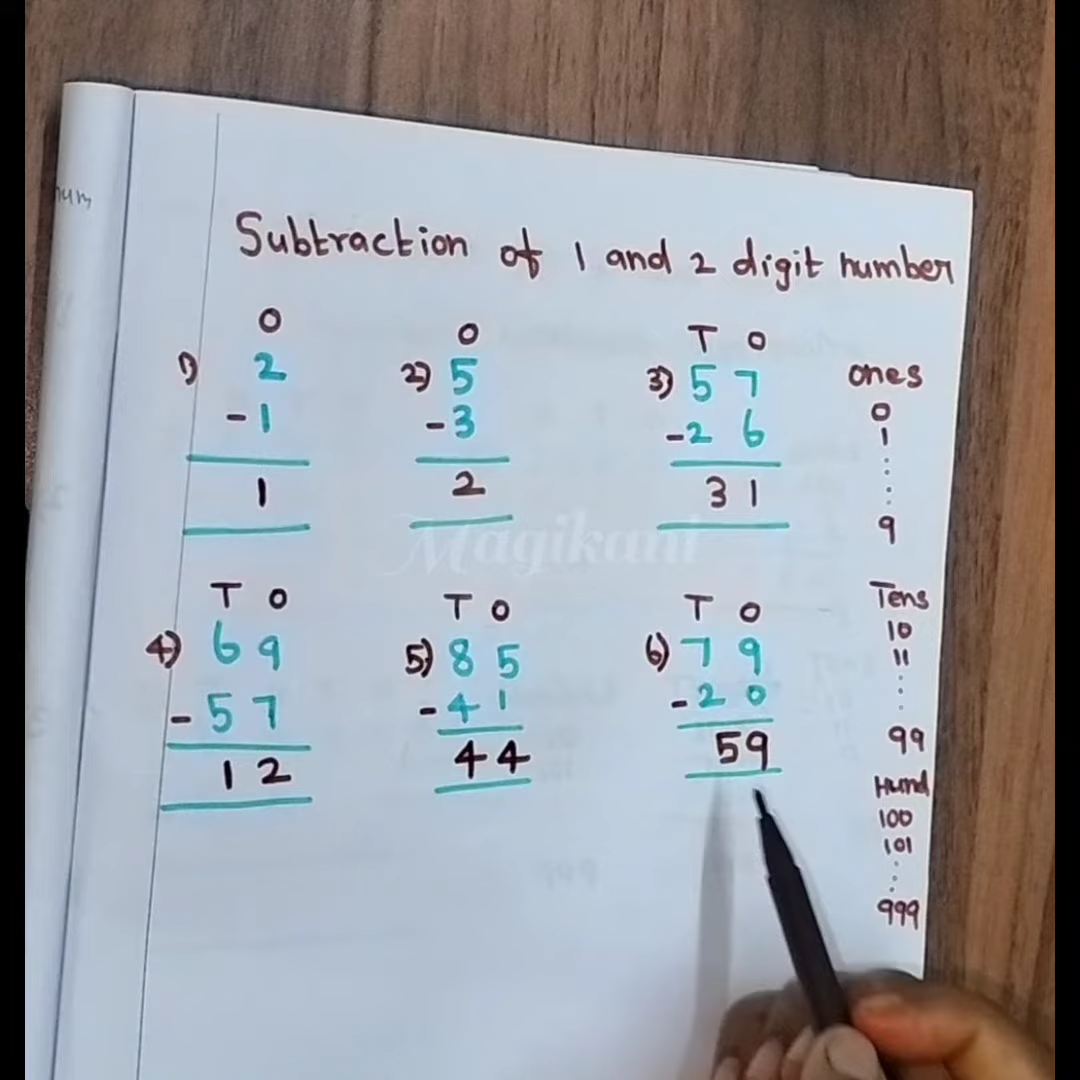 Subtraction of 1 and 2 digit number
O
1) 2
-1
1
O
2) 5
-3
2
T O
3) 5 7
-2 6
3 1
T O
4) 6 9
-5 7
1 2
T O
5) 8 5
-4 1
4 4
T O
6) 7 9
-2 0
5 9
ones
0
1
9
Tens
10
11
99
Hund
100
101
999
Magikani
num